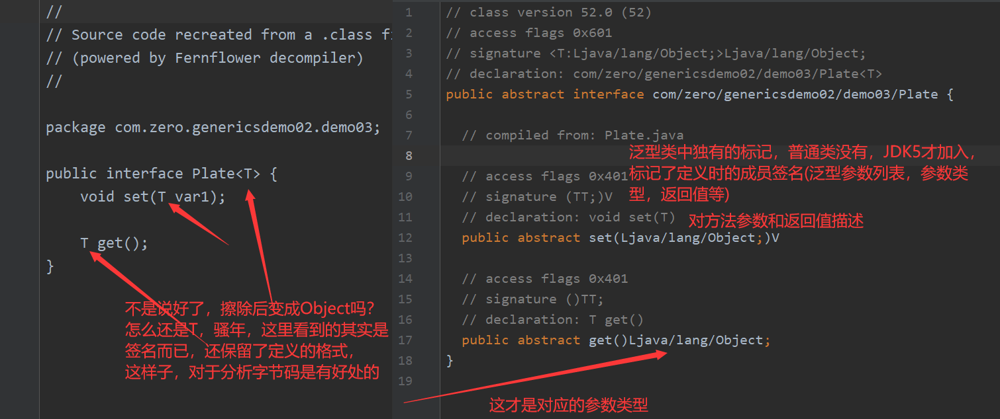 //
// Source code recreated from a .class fi
// (powered by Fernflower decompiler)
//
package com.zero.genericsdemo02.demo03;
public interface Plate<T> {
void set(T var1);
T get();
}
不是说好了，擦除后变成Object吗?
怎么还是T，骚年，这里看到的其实是
签名而已，还保留了定义的格式，
这样子，对于分析字节码是有好处的
1 // class version 52.0 (52)
2 // access flags 0x601
3 // signature <T:Ljava/lang/Object;>Ljava/lang/Object;
4 // declaration: com/zero/genericsdemo02/demo03/Plate<T>
5 public abstract interface com/zero/genericsdemo02/demo03/Plate {
6
7 // compiled from: Plate.java
8
泛型类中独有的标记，普通类没有，JDK5才加入，
标记了定义时的成员签名(泛型参数列表，参数类
型，返回值等)
9 // access flags 0x401
10 // signature (TT;)V
11 // declaration: void set(T)
对方法参数和返回值描述
12 public abstract set(Ljava/lang/Object;)V
13
14 // access flags 0x401
15 // signature ()TT;
16 // declaration: T get()
17 public abstract get()Ljava/lang/Object;
18 }
19
这才是对应的参数类型